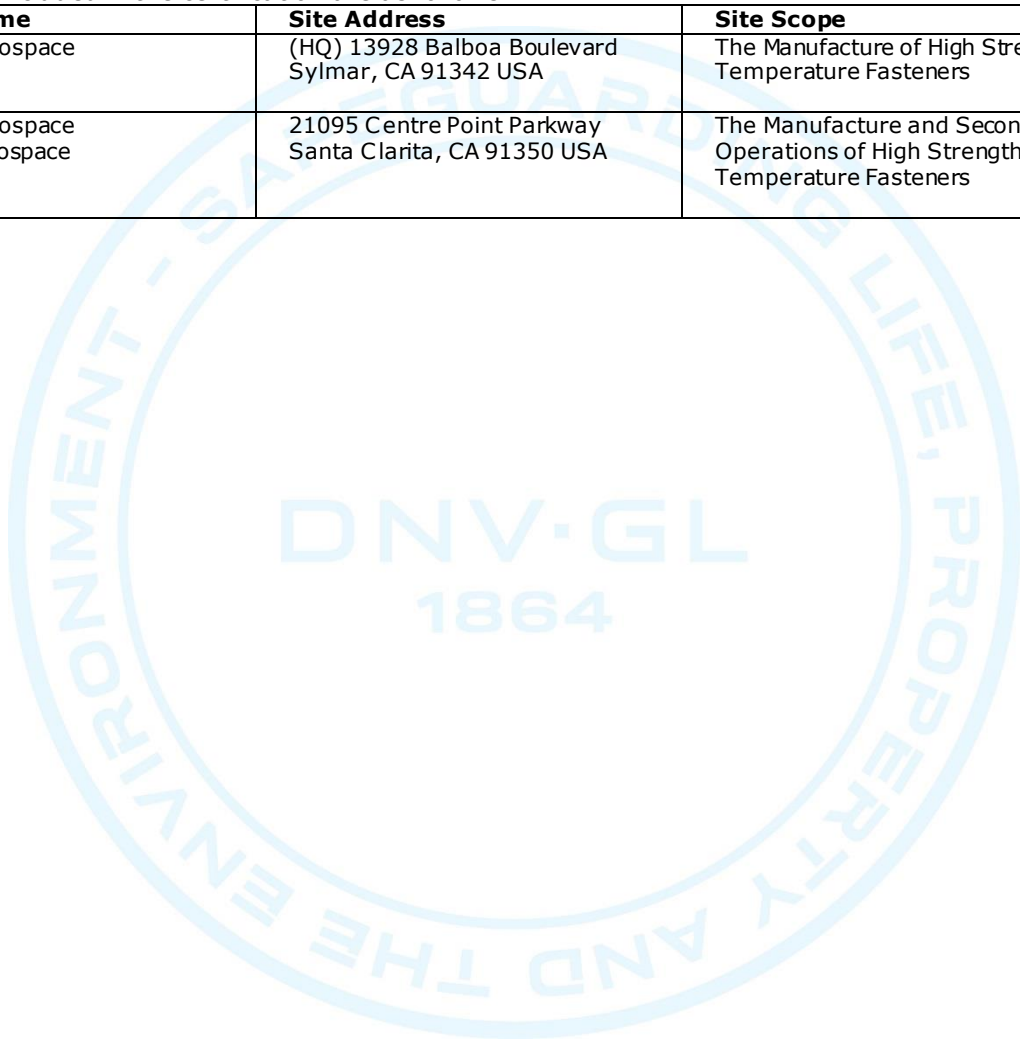 Site Address Site Scope
ospace (HQ) 13928 Balboa Boulevard The Manufacture of High Stre
Sylmar, CA 91342 USA Temperature Fasteners
ospace 21095 Centre Point Parkway The Manufacture and Secon
ospace Santa Clarita, CA 91350 USA Operations of High Strength
Temperature Fasteners
SAFEGUARDING LIFE, PROPERTY AND THE ENVIRONMENT -
DNV·GL
1864